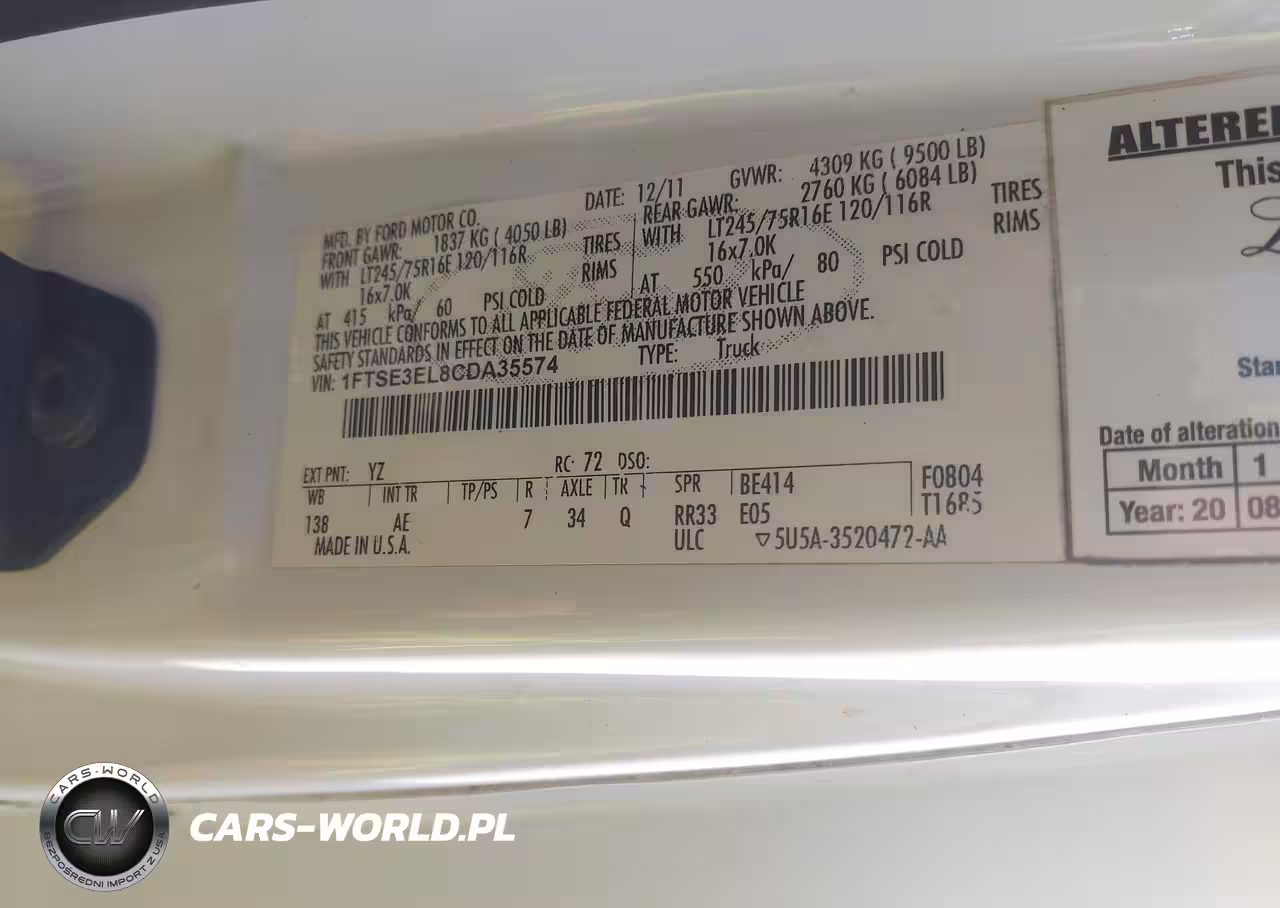 MFD. BY FORD MOTOR CO.
DATE: 12/11
GVWR: 4309 KG ( 9500 LB)
FRONT GAWR: 1837 KG ( 4050 LB)
REAR GAWR: 2760 KG ( 6084 LB)
WITH LT245/75R16E 120/116R TIRES
WITH LT245/75R16E 120/116R TIRES
16x7.0K RIMS
16x7.0K RIMS
AT 415 kPa/ 60 PSI COLD
AT 550 kPa/ 80 PSI COLD
THIS VEHICLE CONFORMS TO ALL APPLICABLE FEDERAL MOTOR VEHICLE
SAFETY STANDARDS IN EFFECT ON THE DATE OF MANUFACTURE SHOWN ABOVE.
VIN: 1FTSE3EL8CDA35574
TYPE: Truck
EXT PNT: YZ
RC: 72 DSO:
WB INT TR TP/PS R AXLE TR SPR BE414 F0804
138 AE 7 34 Q RR33 E05 T1685
MADE IN U.S.A.
ULC ▽5U5A-3520472-AA
ALTERE
This
Star
Date of alteration
Month 1
Year: 20 08
CARS-WORLD
CW
BEZPOŚREDNI IMPORT Z USA
CARS-WORLD.PL